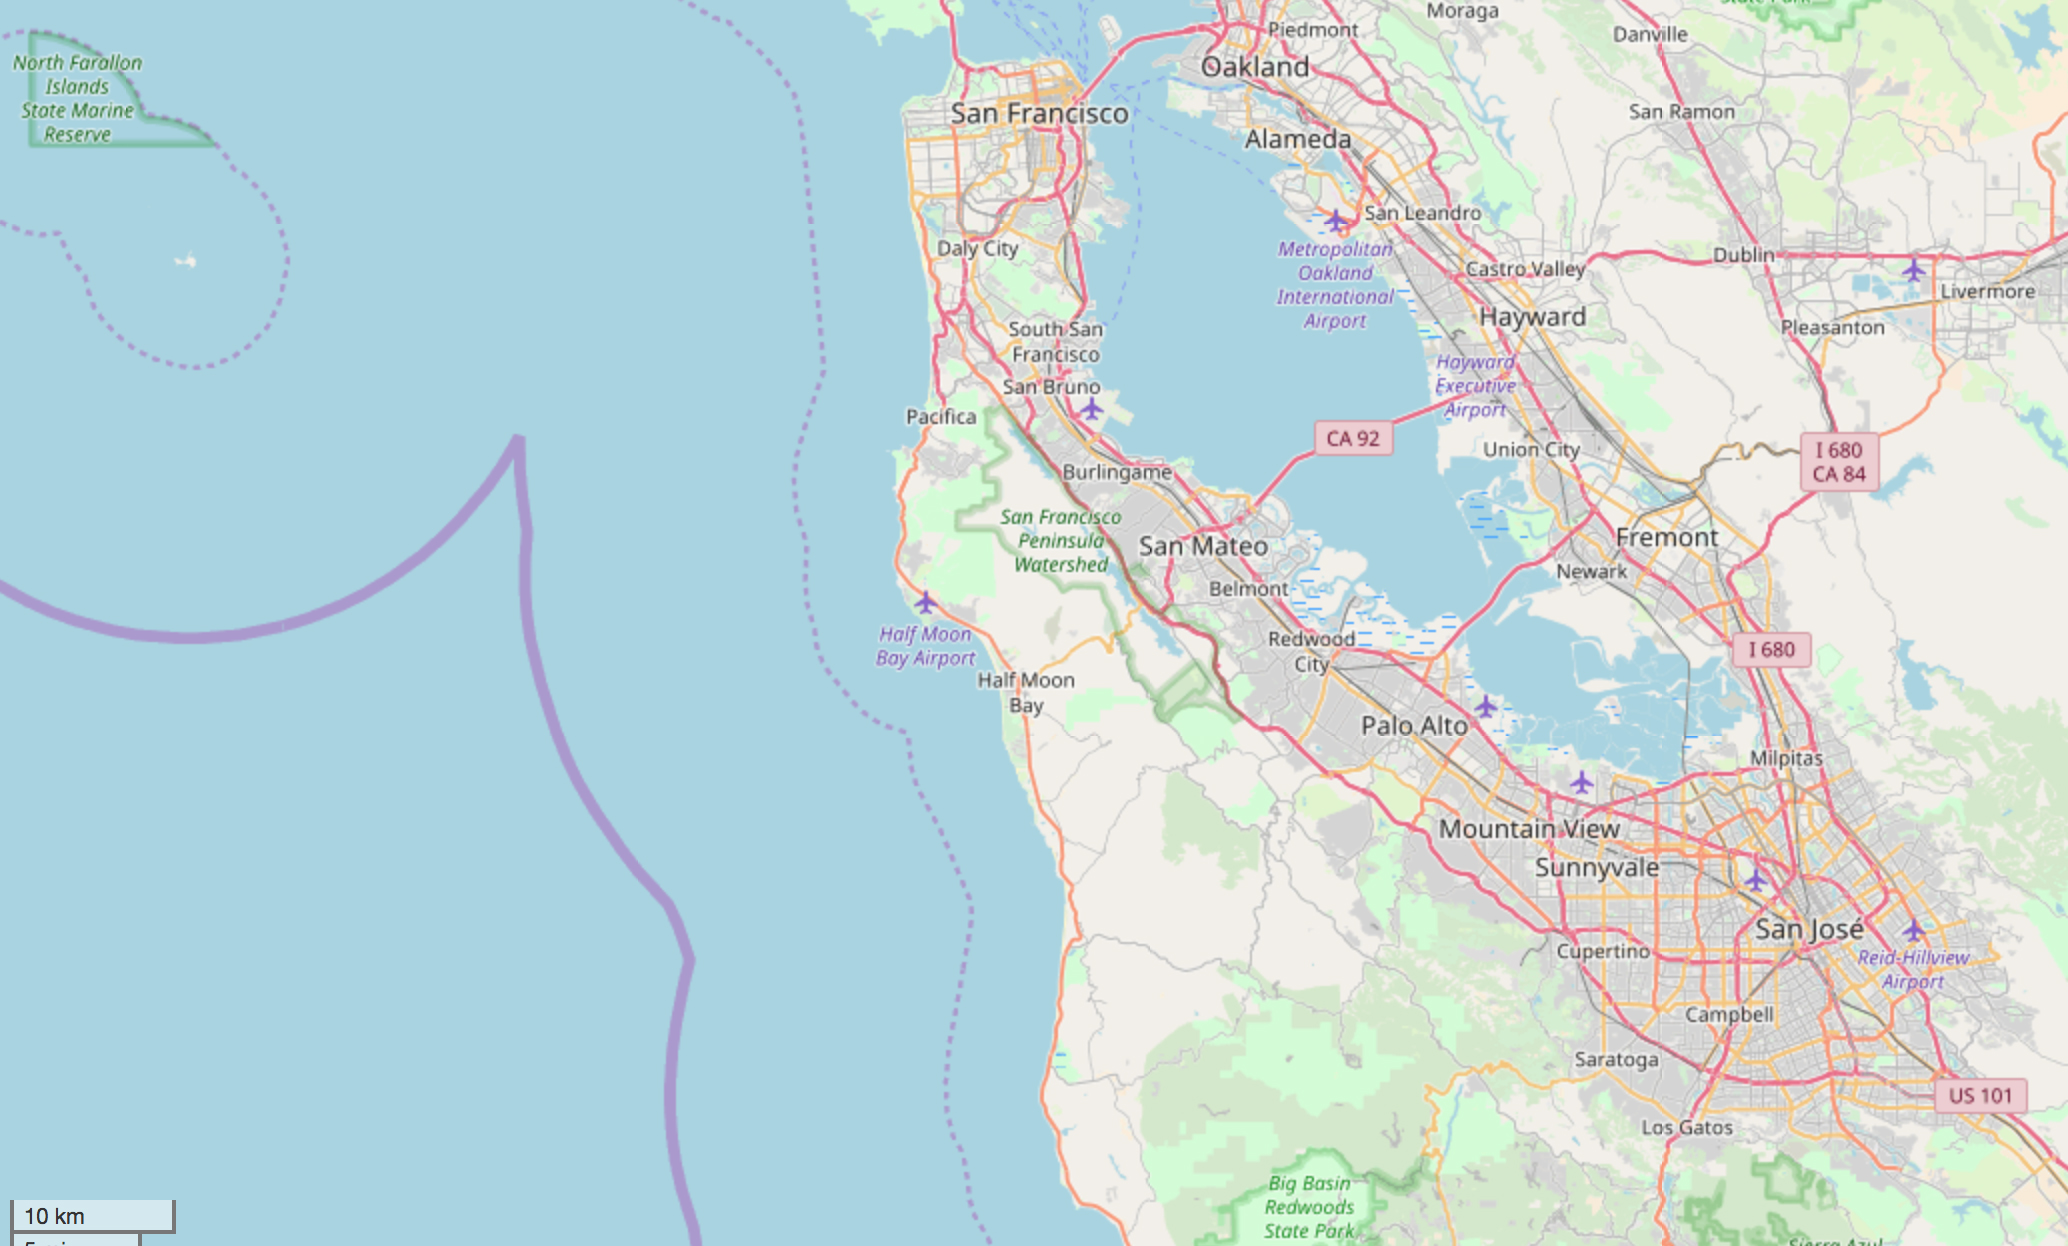 Moraga
State Park
Piedmont
Danville
North Farallon
Islands
State Marine
Reserve
Oakland
San Francisco
San Ramon
Alameda
San Leandro
Daly City
Metropolitan
Oakland
International
Airport
Castro Valley
Dublin
Livermore
Hayward
South San
Francisco
Pleasanton
San Bruno
Hayward
Executive
Airport
Pacifica
CA 92
Union City
I 680
CA 84
Burlingame
San Francisco
Peninsula
Watershed
San Mateo
Fremont
Newark
Belmont
Half Moon
Bay Airport
Redwood
City
I 680
Half Moon
Bay
Palo Alto
Milpitas
Mountain View
Sunnyvale
San José
Cupertino
Reid-Hillview
Airport
Campbell
Saratoga
US 101
Los Gatos
Big Basin
Redwoods
State Park
10 km